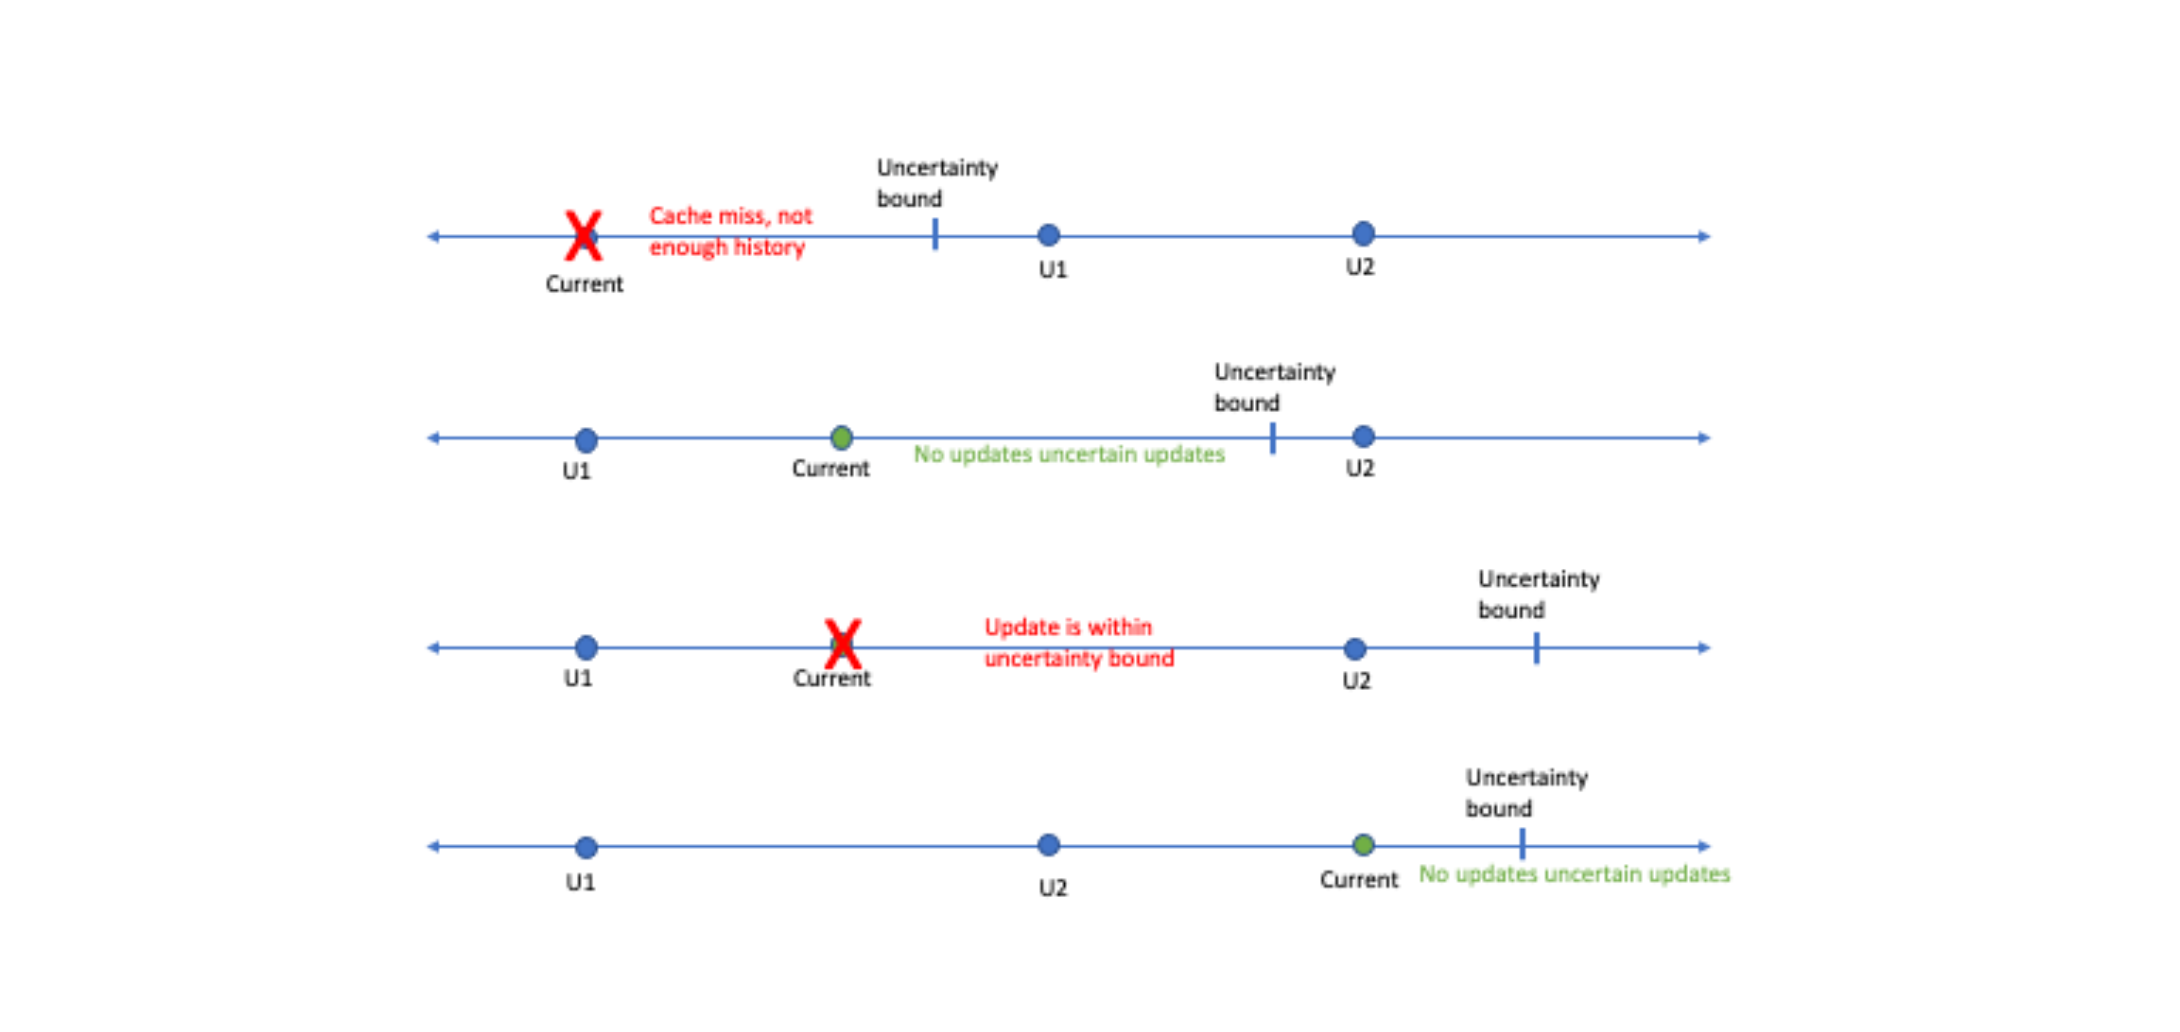 Uncertainty
bound
Cache miss, not
enough history
Current
U1
U2
Uncertainty
bound
No updates uncertain updates
U1
Current
U2
Uncertainty
bound
Update is within
uncertainty bound
U1
Current
U2
Uncertainty
bound
No updates uncertain updates
U1
U2
Current